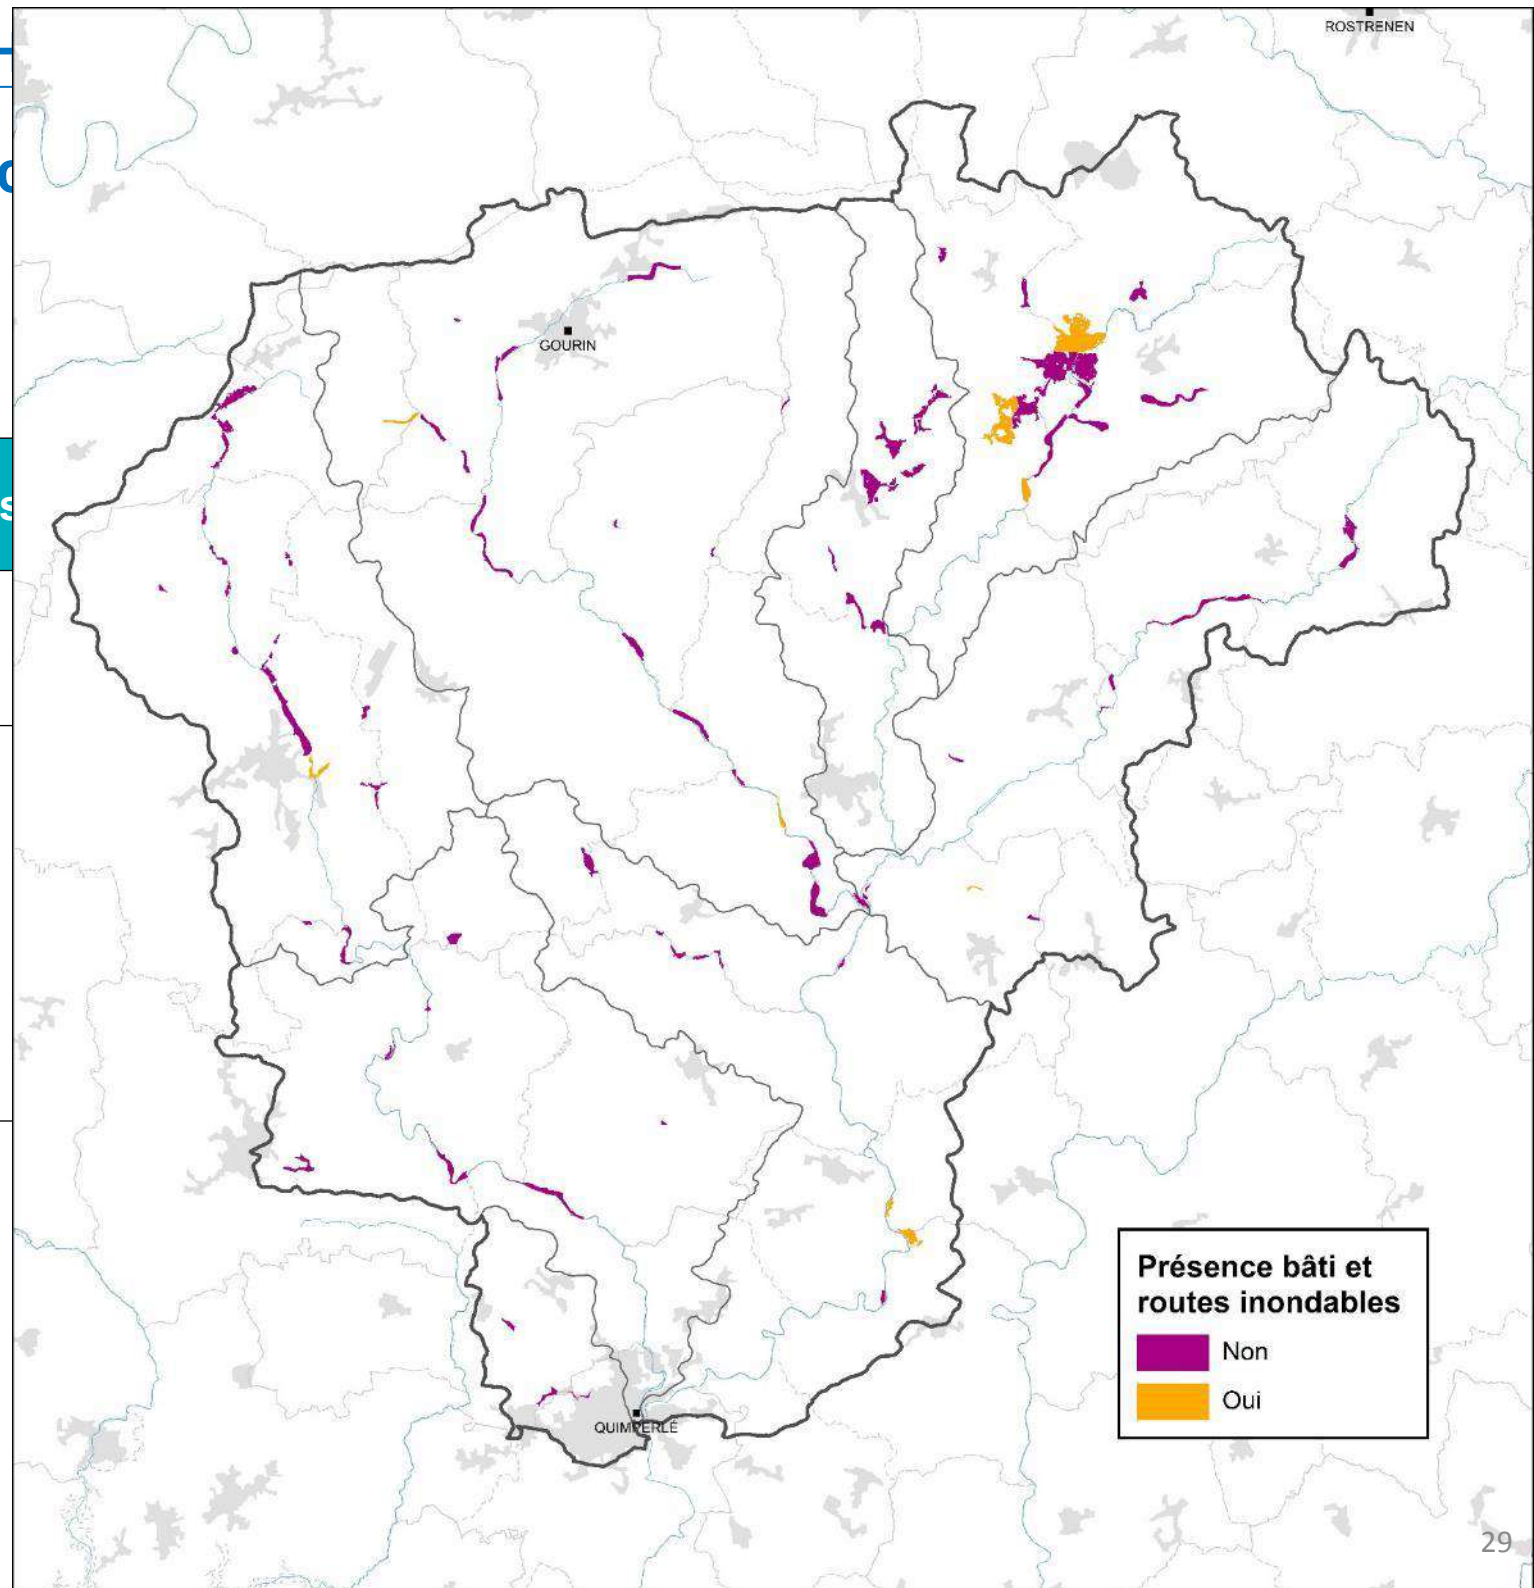 ROSTRENEN
GOURIN
QUIMPERLÉ
Présence bâti et
routes inondables
Non
Oui
29